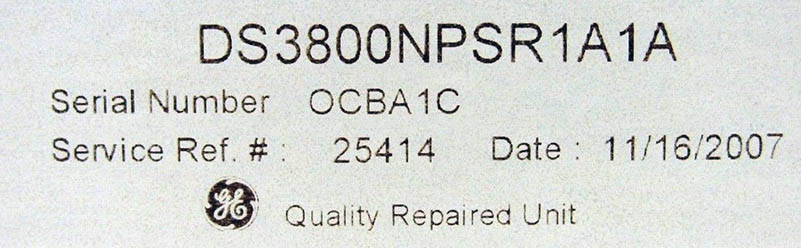 DS3800NPSR1A1A
Serial Number OCBA1C
Service Ref. # : 25414 Date : 11/16/2007
GE Quality Repaired Unit